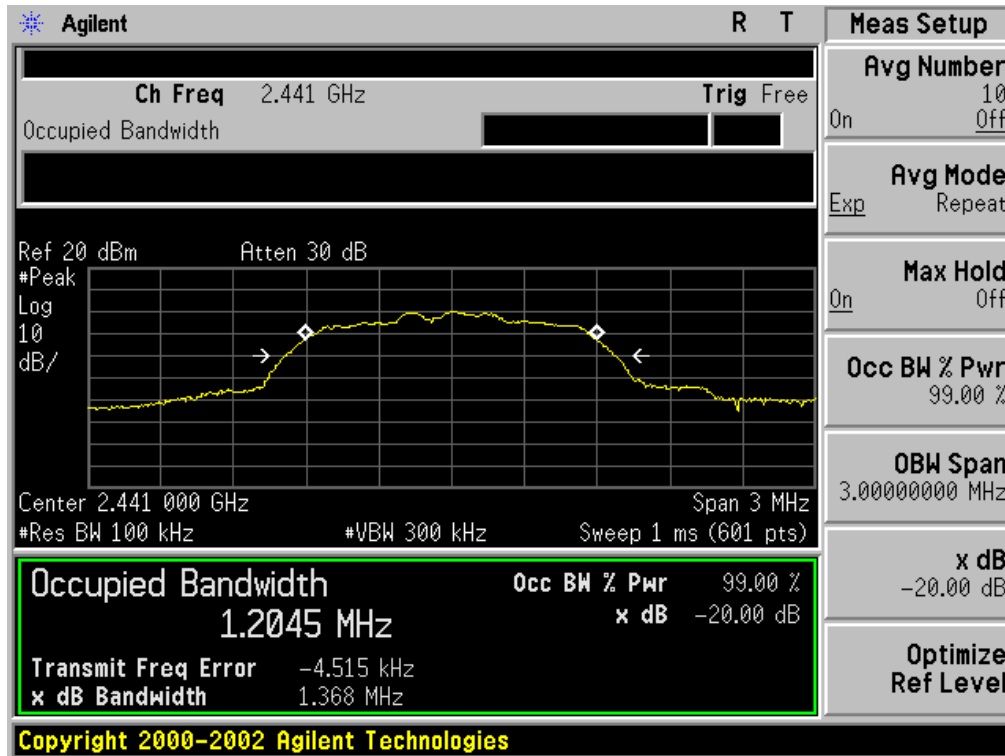 Agilent R T
Ch Freq 2.441 GHz Trig Free
Occupied Bandwidth
Ref 20 dBm Atten 30 dB
#Peak
Log
10
dB/
Center 2.441 000 GHz Span 3 MHz
#Res BW 100 kHz #VBW 300 kHz Sweep 1 ms (601 pts)
Occupied Bandwidth Occ BW % Pwr 99.00 %
1.2045 MHz x dB -20.00 dB
Transmit Freq Error -4.515 kHz
x dB Bandwidth 1.368 MHz
Copyright 2000-2002 Agilent Technologies
Meas Setup
Avg Number
10
On Off
Avg Mode
Exp Repeat
Max Hold
On Off
Occ BW % Pwr
99.00 %
OBW Span
3.00000000 MHz
x dB
-20.00 dB
Optimize
Ref Level